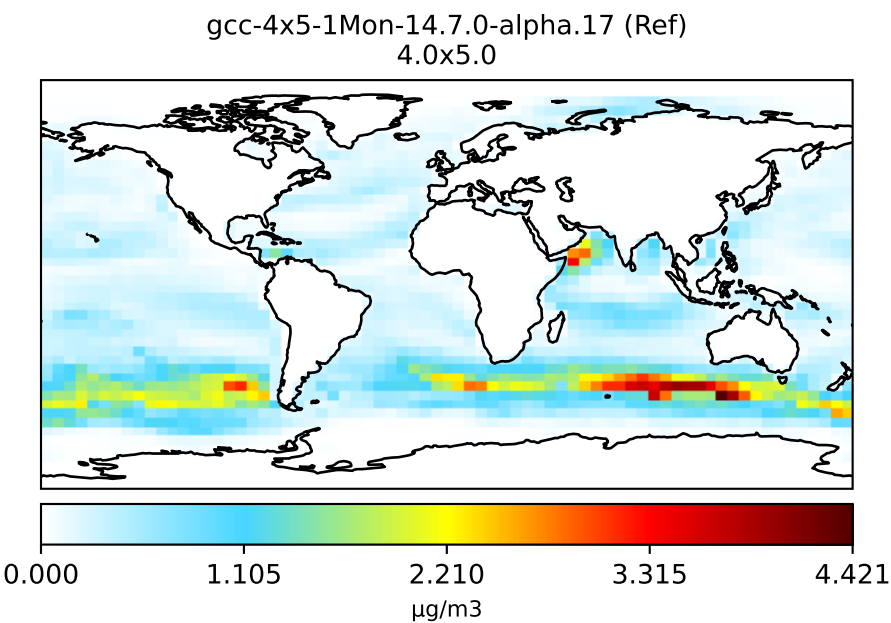 gcc-4x5-1Mon-14.7.0-alpha.17 (Ref)
4.0x5.0
0.000 1.105 2.210 3.315 4.421
μg/m3